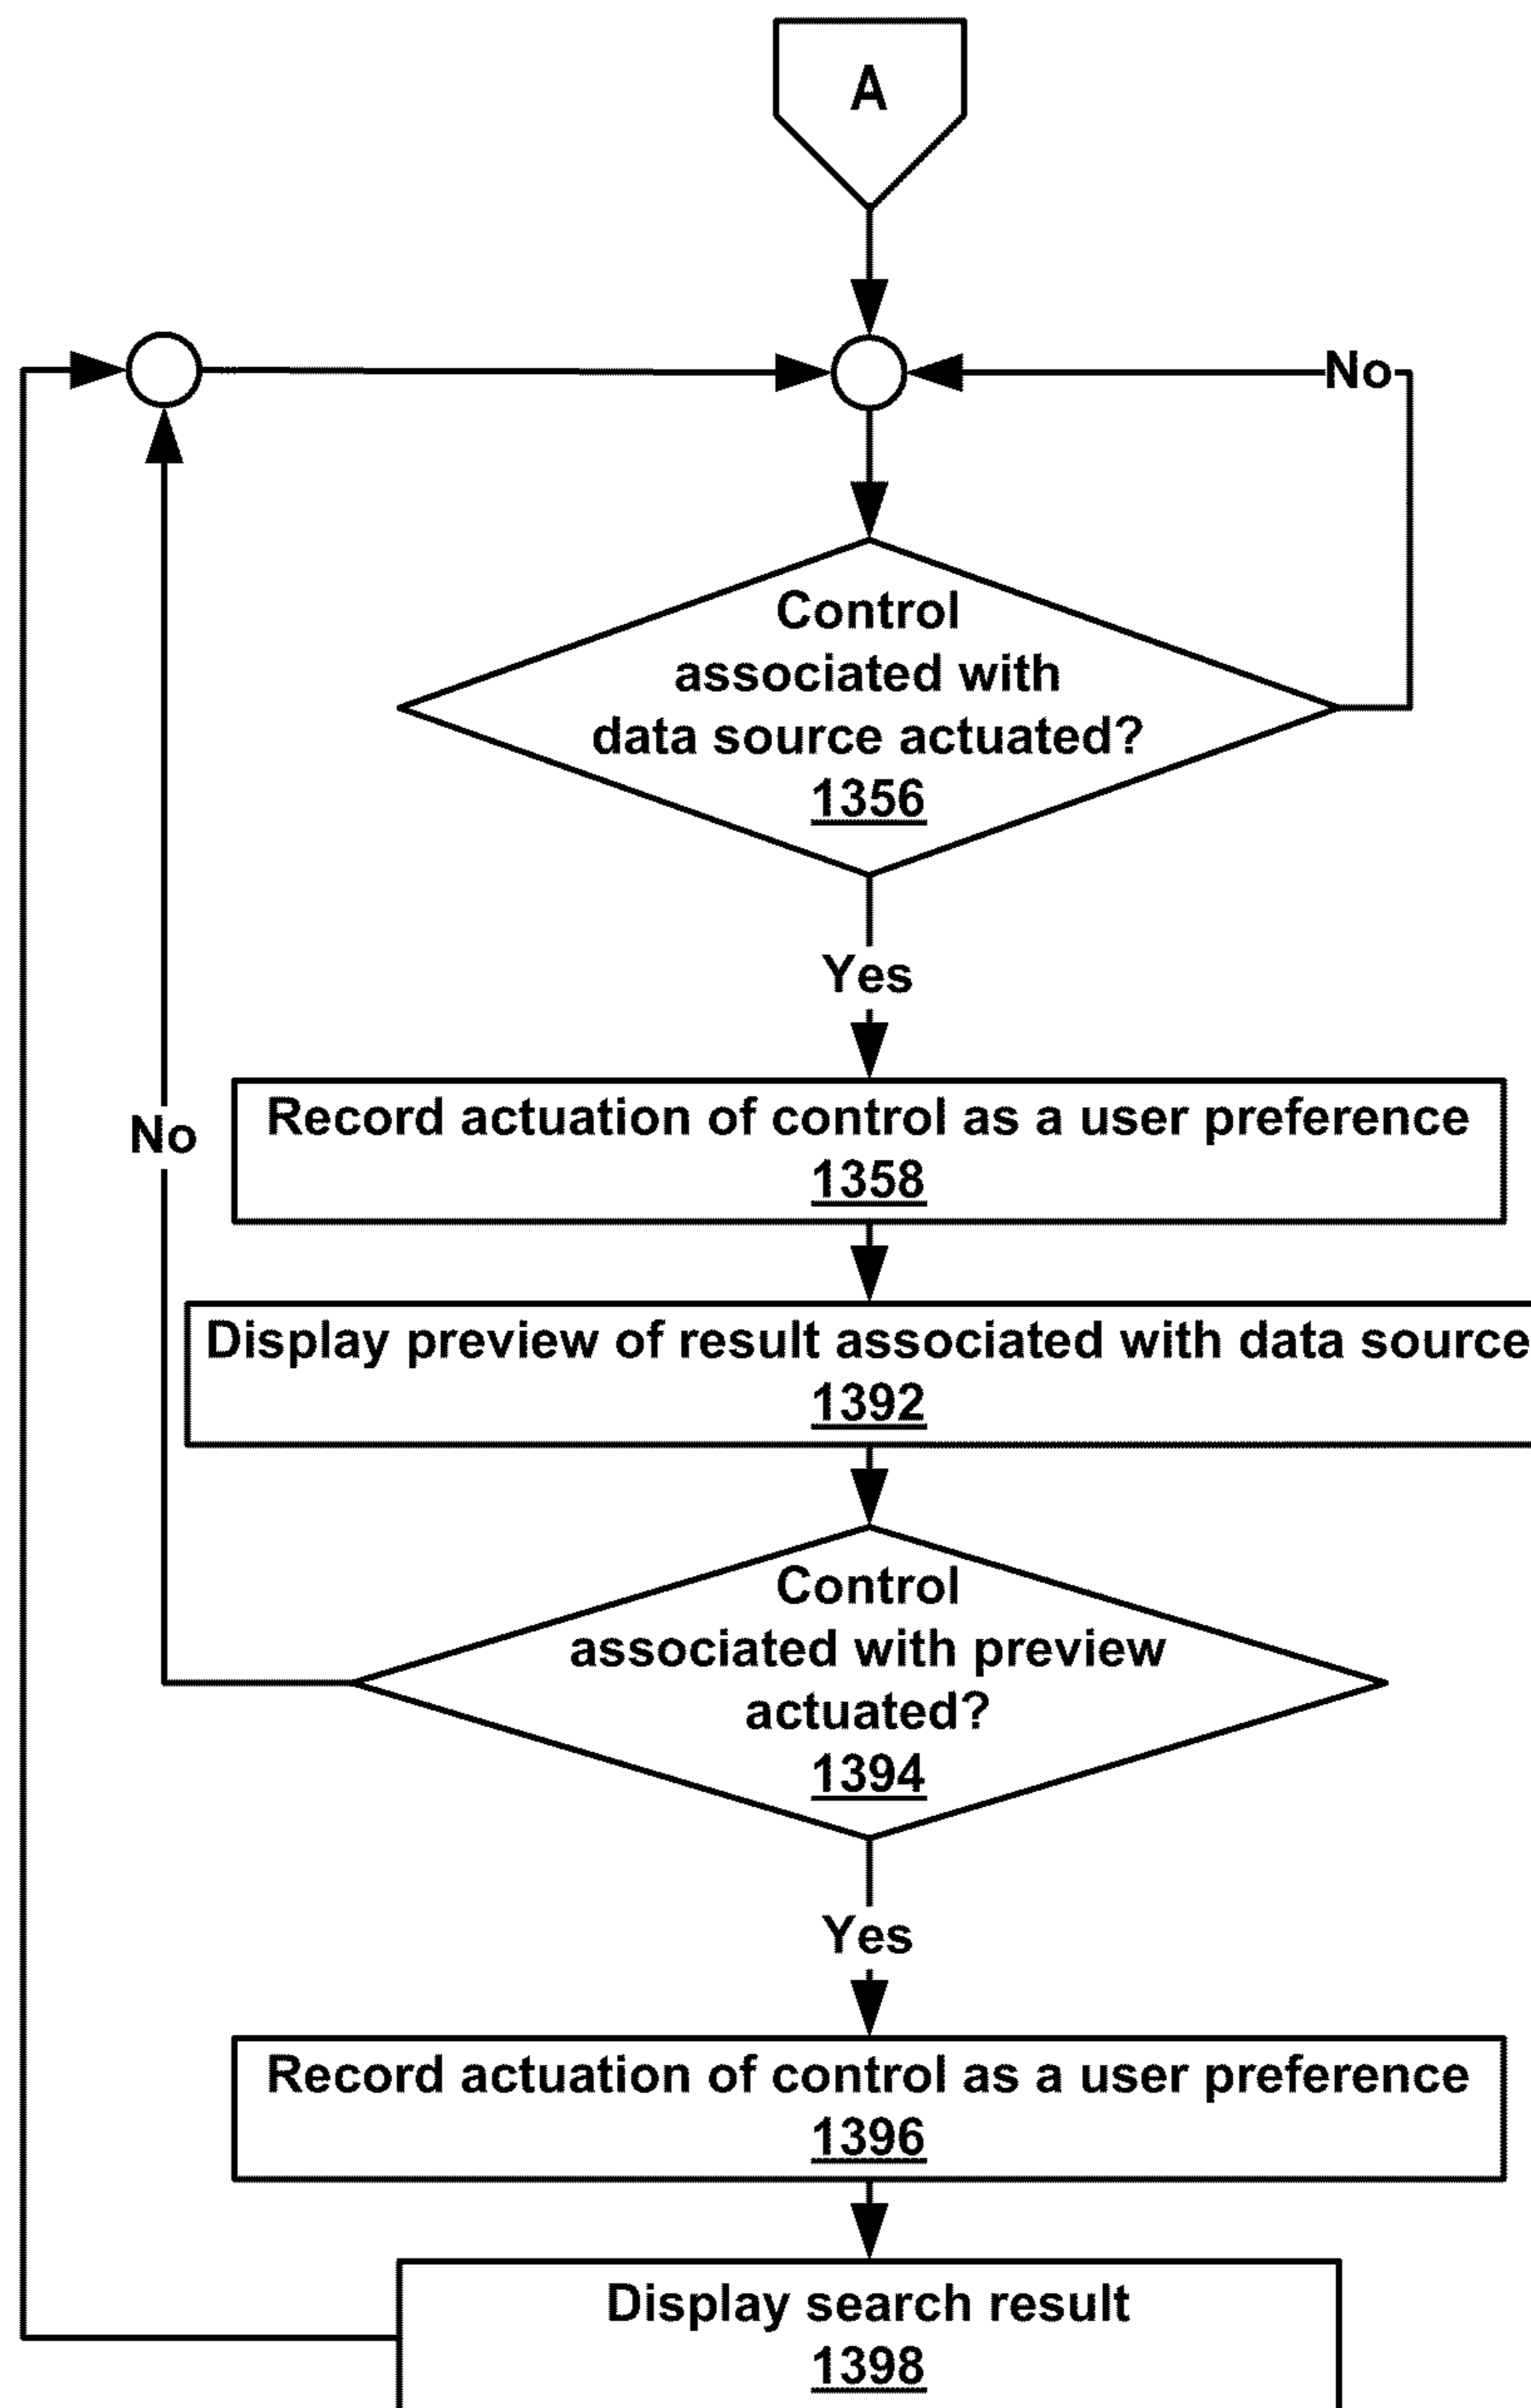 A
No
Control
associated with
data source actuated?
1356
Yes
Record actuation of control as a user preference
1358
No
Display preview of result associated with data source
1392
Control
associated with preview
actuated?
1394
Yes
Record actuation of control as a user preference
1396
Display search result
1398